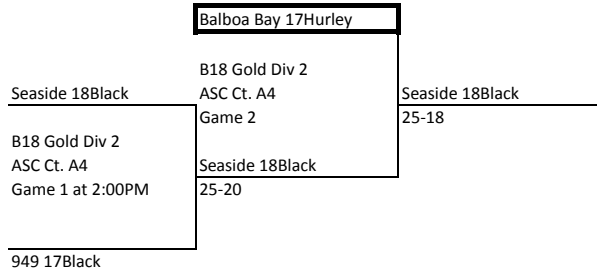 Balboa Bay 17Hurley
B18 Gold Div 2
ASC Ct. A4
Game 2
Seaside 18Black
25-18
Seaside 18Black
B18 Gold Div 2
ASC Ct. A4
Game 1 at 2:00PM
Seaside 18Black
25-20
949 17Black